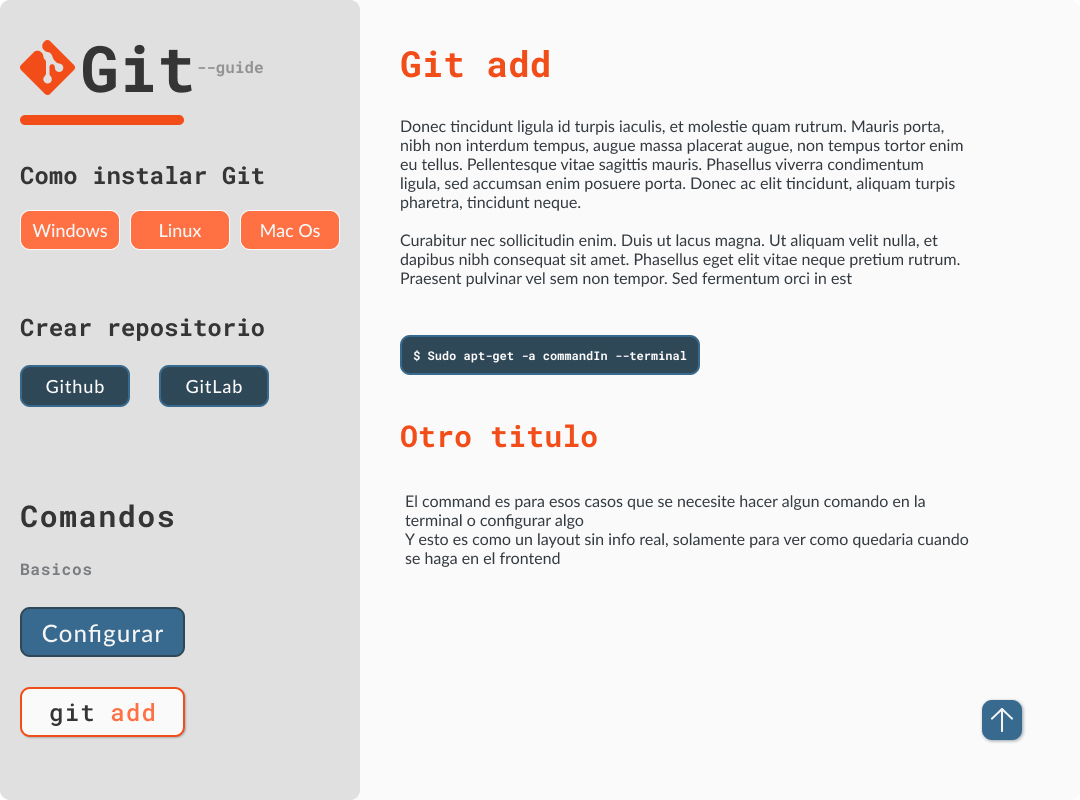 Git --guide
Como instalar Git
Windows Linux Mac Os
Crear repositorio
Github GitLab
Comandos
Basicos
Configurar
git add
Git add
Donec tincidunt ligula id turpis iaculis, et molestie quam rutrum. Mauris porta,
nibh non interdum tempus, augue massa placerat augue, non tempus tortor enim
eu tellus. Pellentesque vitae sagittis mauris. Phasellus viverra condimentum
ligula, sed accumsan enim posuere porta. Donec ac elit tincidunt, aliquam turpis
pharetra, tincidunt neque.
Curabitur nec sollicitudin enim. Duis ut lacus magna. Ut aliquam velit nulla, et
dapibus nibh consequat sit amet. Phasellus eget elit vitae neque pretium rutrum.
Praesent pulvinar vel sem non tempor. Sed fermentum orci in est
$ Sudo apt-get -a commandIn --terminal
Otro titulo
El command es para esos casos que se necesite hacer algun comando en la
terminal o configurar algo
Y esto es como un layout sin info real, solamente para ver como quedaria cuando
se haga en el frontend